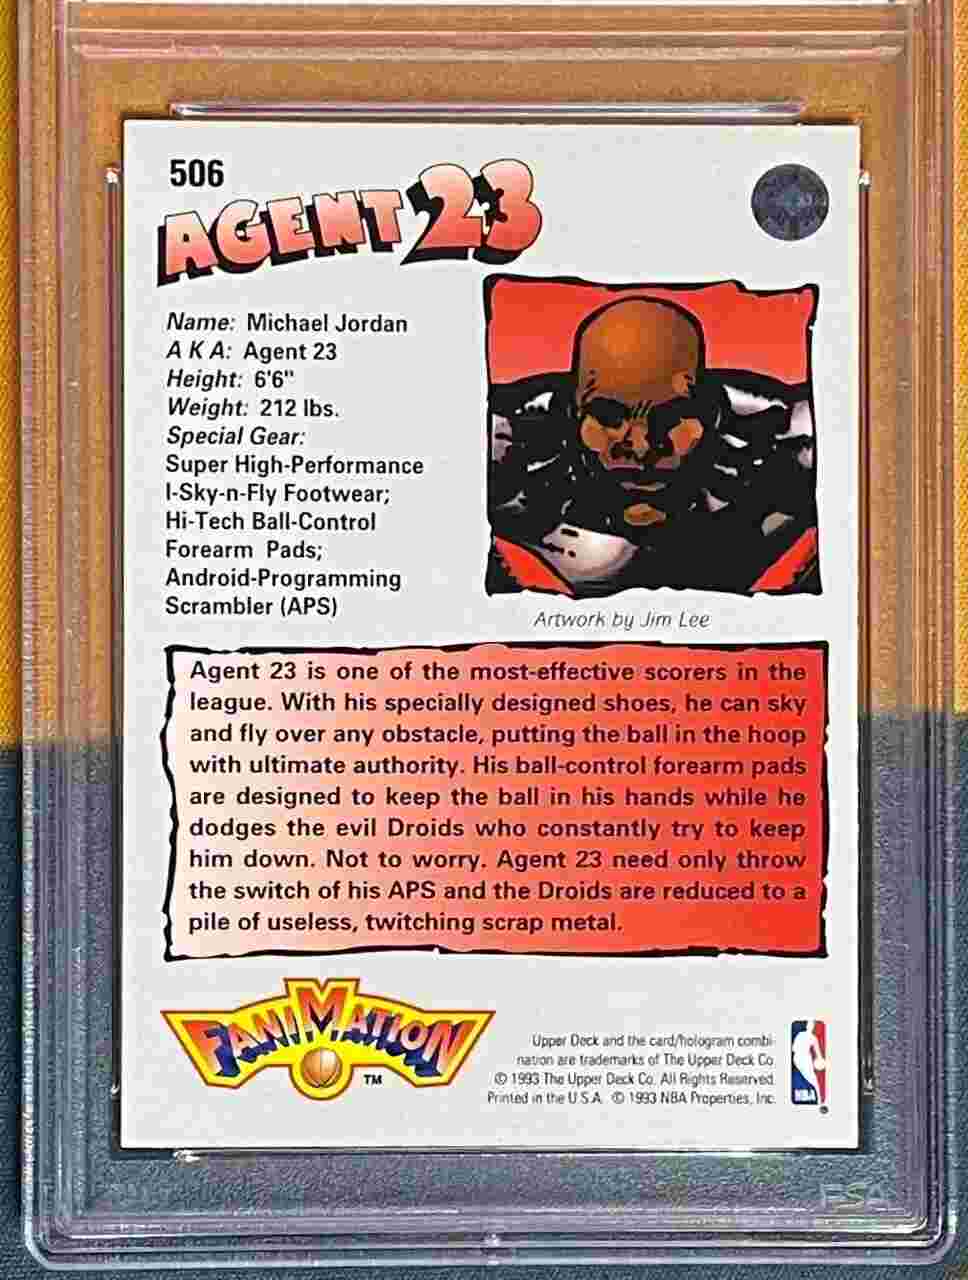 506
AGENT 23
Name: Michael Jordan
A K A: Agent 23
Height: 6'6"
Weight: 212 lbs.
Special Gear:
Super High-Performance
I-Sky-n-Fly Footwear;
Hi-Tech Ball-Control
Forearm Pads;
Android-Programming
Scrambler (APS)
Artwork by Jim Lee
Agent 23 is one of the most-effective scorers in the
league. With his specially designed shoes, he can sky
and fly over any obstacle, putting the ball in the hoop
with ultimate authority. His ball-control forearm pads
are designed to keep the ball in his hands while he
dodges the evil Droids who constantly try to keep
him down. Not to worry. Agent 23 need only throw
the switch of his APS and the Droids are reduced to a
pile of useless, twitching scrap metal.
FANIMATION
TM
Upper Deck and the card/hologram combi-
nation are trademarks of The Upper Deck Co.
© 1993 The Upper Deck Co. All Rights Reserved.
Printed in the U.S.A. © 1993 NBA Properties, Inc.
NBA
®
PSA